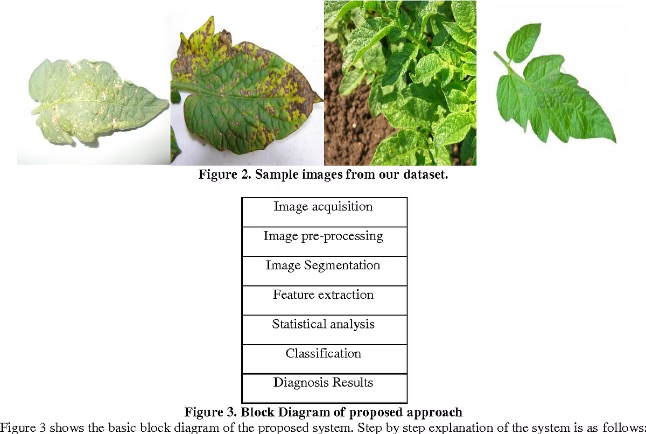 Figure 2. Sample images from our dataset.
Image acquisition
Image pre-processing
Image Segmentation
Feature extraction
Statistical analysis
Classification
Diagnosis Results
Figure 3. Block Diagram of proposed approach
Figure 3 shows the basic block diagram of the proposed system. Step by step explanation of the system is as follows: